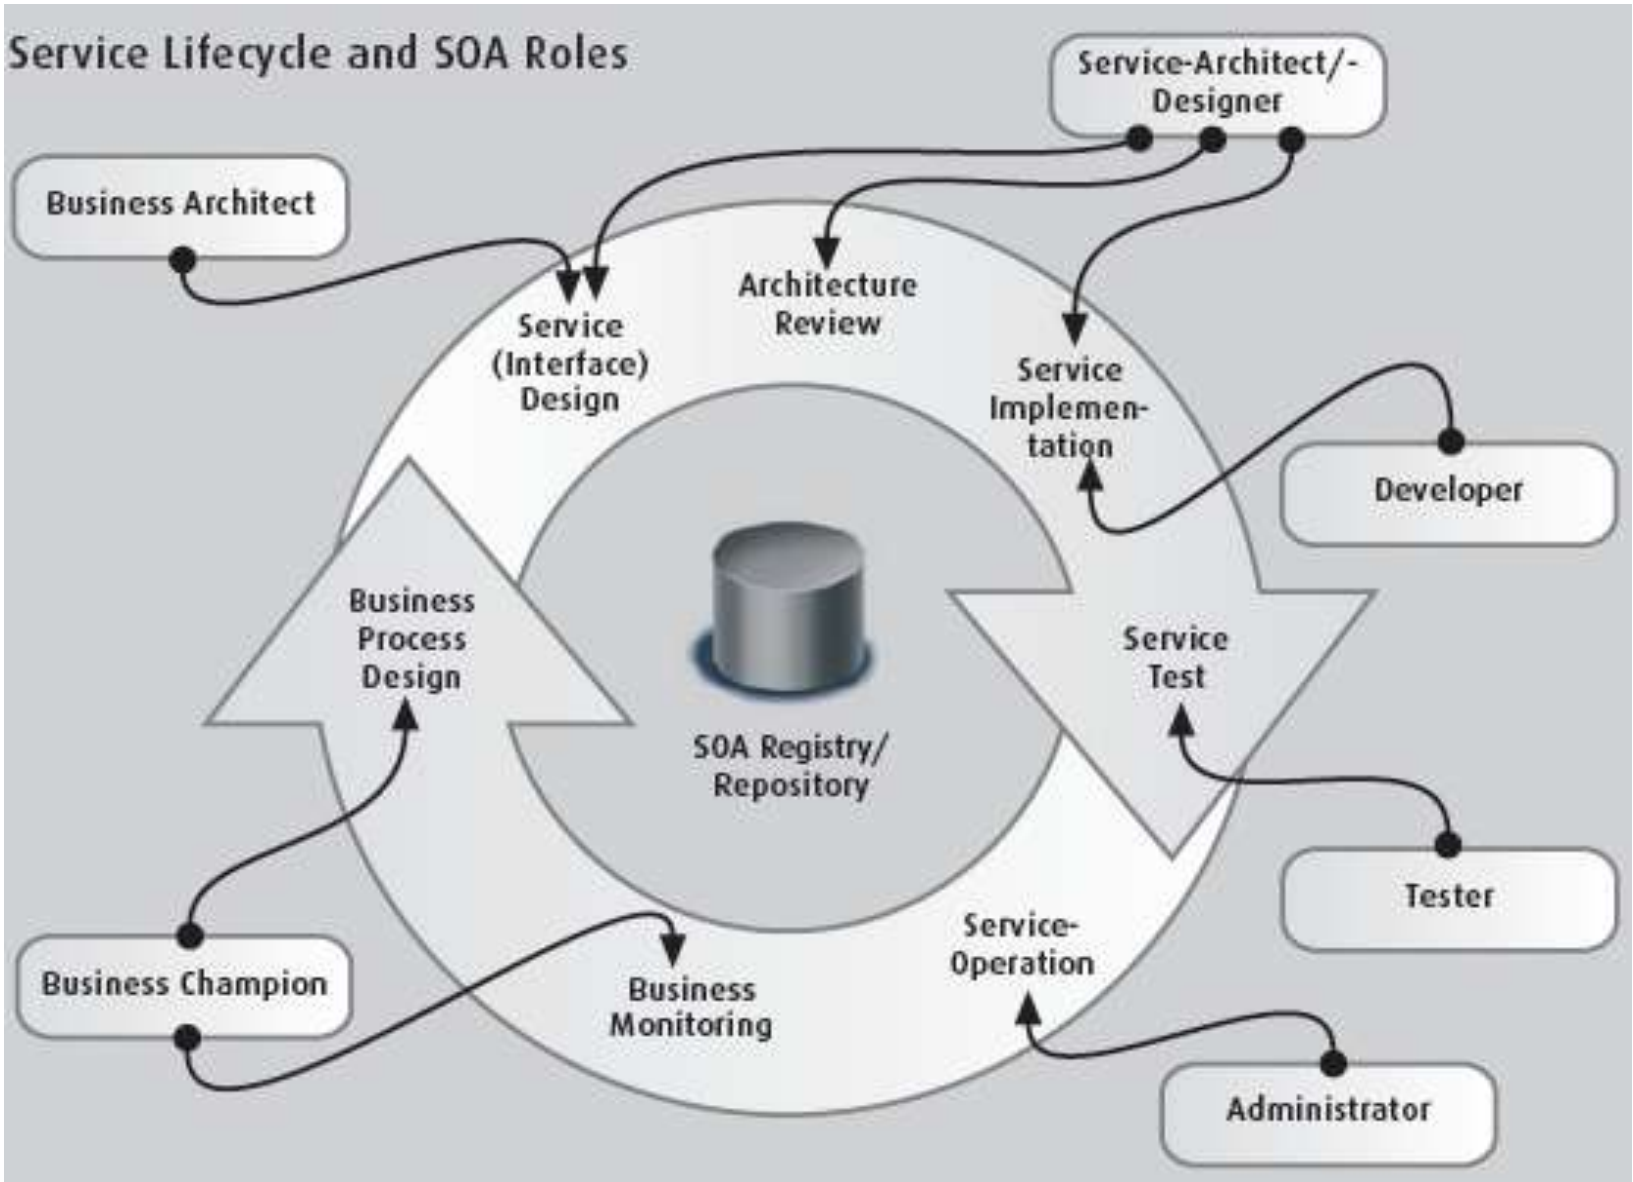 Service Lifecycle and SOA Roles
Service-Architect/-
Designer
Business Architect
Architecture
Review
Service
(Interface)
Design
Service
Implemen-
tation
Developer
Business
Process
Design
Service
Test
SOA Registry/
Repository
Tester
Service-
Operation
Business Champion
Business
Monitoring
Administrator